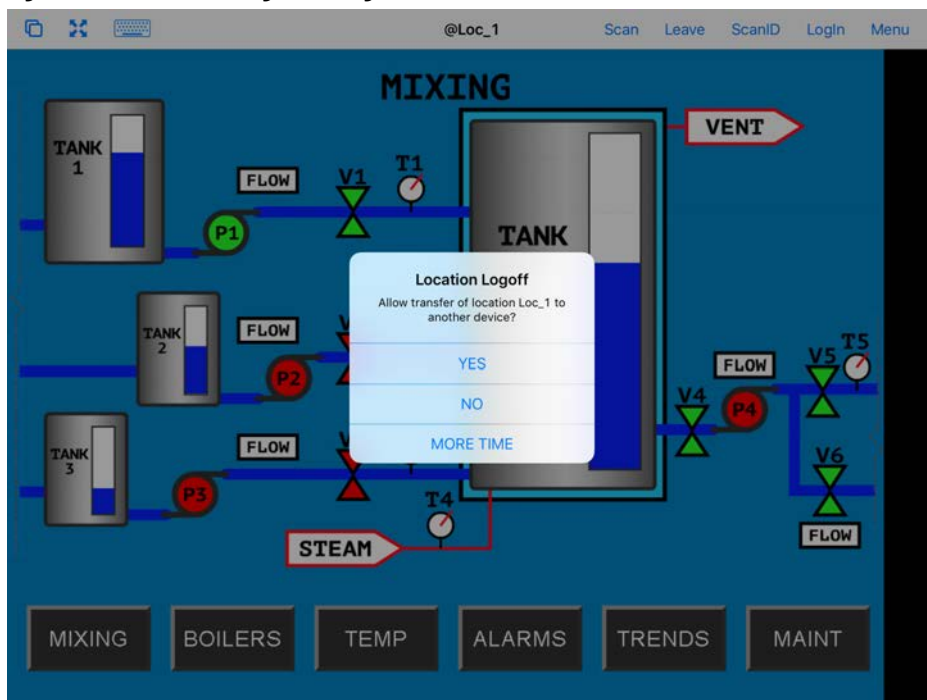 @Loc_1
Scan
Leave
ScanID
LogIn
Menu
MIXING
TANK
1
FLOW
V1
T1
P1
VENT
TANK
Location Logoff
Allow transfer of location Loc_1 to
another device?
YES
NO
MORE TIME
TANK
2
FLOW
P2
V
TANK
3
FLOW
P3
V
T4
STEAM
V4
FLOW
P4
V5
T5
V6
FLOW
MIXING
BOILERS
TEMP
ALARMS
TRENDS
MAINT